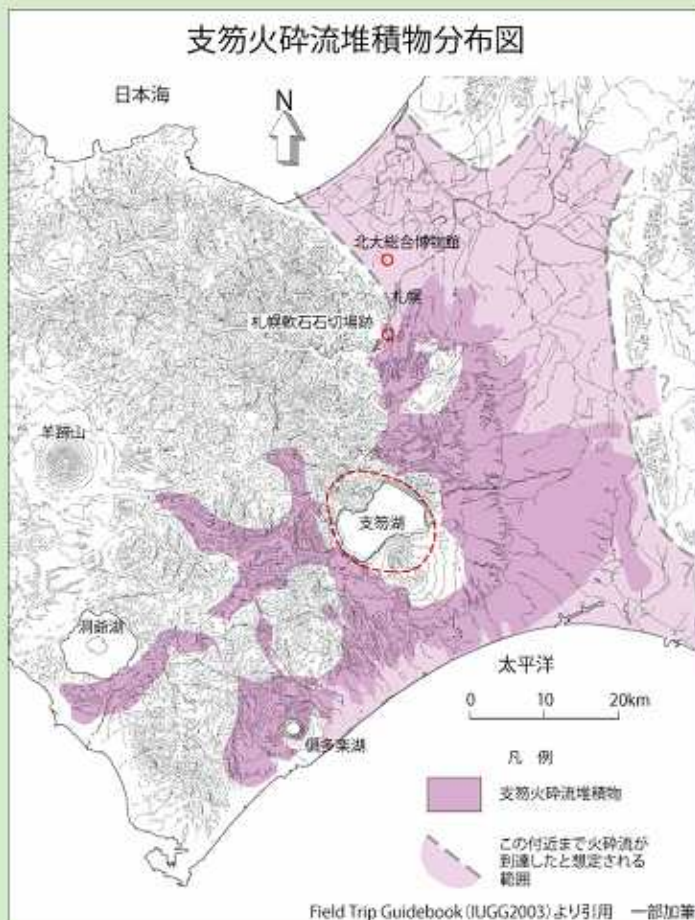 支笏火砕流堆積物分布図
日本海
N
北大総合博物館
札幌
札幌軟石石切場跡
羊蹄山
支笏湖
洞爺湖
太平洋
0 10 20km
倶多楽湖
凡 例
支笏火砕流堆積物
この付近まで火砕流が
到達したと想定される
範囲
Field Trip Guidebook (IUGG2003)より引用 一部加筆